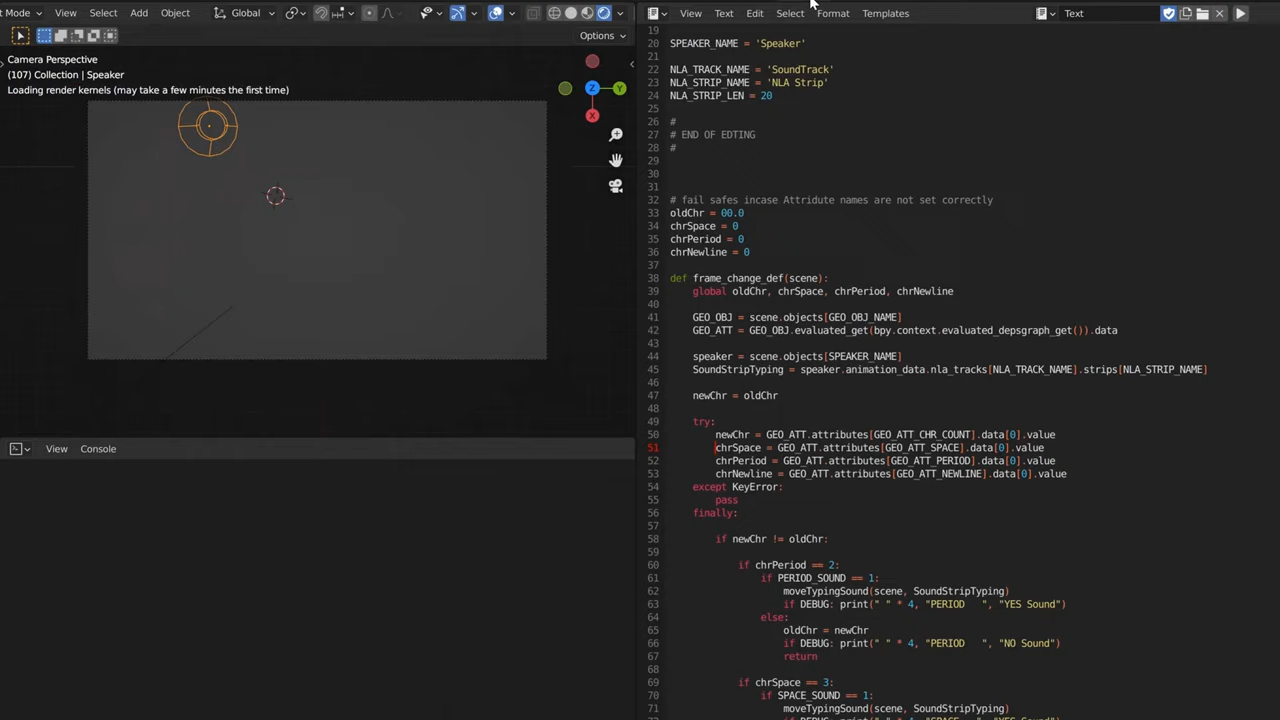 t Mode
View
Select
Add
Object
Global
Options
Camera Perspective
(107) Collection | Speaker
Loading render kernels (may take a few minutes the first time)
Z
Y
X
View
Console
View
Text
Edit
Select
Format
Templates
Text
19
20 SPEAKER_NAME = 'Speaker'
21
22 NLA_TRACK_NAME = 'SoundTrack'
23 NLA_STRIP_NAME = 'NLA Strip'
24 NLA_STRIP_LEN = 20
25
26 #
27 # END OF EDTING
28 #
29
30
31
32 # fail safes incase Attridute names are not set correctly
33 oldChr = 00.0
34 chrSpace = 0
35 chrPeriod = 0
36 chrNewline = 0
37
38 def frame_change_def(scene):
39 global oldChr, chrSpace, chrPeriod, chrNewline
40
41 GEO_OBJ = scene.objects[GEO_OBJ_NAME]
42 GEO_ATT = GEO_OBJ.evaluated_get(bpy.context.evaluated_depsgraph_get()).data
43
44 speaker = scene.objects[SPEAKER_NAME]
45 SoundStripTyping = speaker.animation_data.nla_tracks[NLA_TRACK_NAME].strips[NLA_STRIP_NAME]
46
47 newChr = oldChr
48
49 try:
50 newChr = GEO_ATT.attributes[GEO_ATT_CHR_COUNT].data[0].value
51 chrSpace = GEO_ATT.attributes[GEO_ATT_SPACE].data[0].value
52 chrPeriod = GEO_ATT.attributes[GEO_ATT_PERIOD].data[0].value
53 chrNewline = GEO_ATT.attributes[GEO_ATT_NEWLINE].data[0].value
54 except KeyError:
55 pass
56 finally:
57
58 if newChr != oldChr:
59
60 if chrPeriod == 2:
61 if PERIOD_SOUND == 1:
62 moveTypingSound(scene, SoundStripTyping)
63 if DEBUG: print(" " * 4, "PERIOD   ", "YES Sound")
64 else:
65 oldChr = newChr
66 if DEBUG: print(" " * 4, "PERIOD   ", "NO Sound")
67 return
68
69 if chrSpace == 3:
70 if SPACE_SOUND == 1:
71 moveTypingSound(scene, SoundStripTyping)